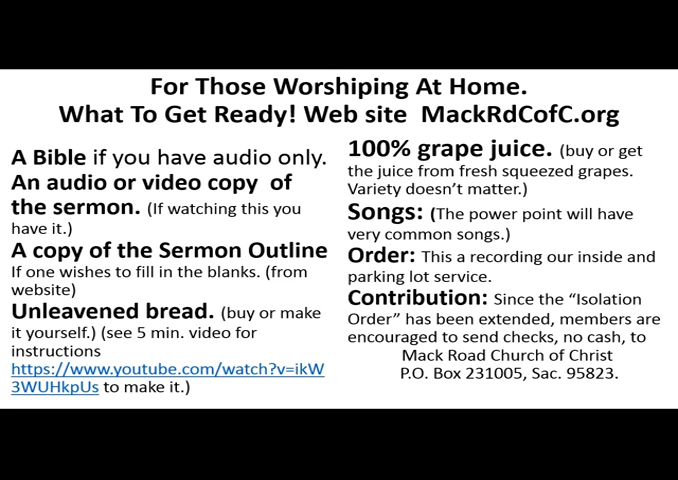 For Those Worshiping At Home.
What To Get Ready! Web site  MackRdCofC.org
A Bible if you have audio only.
An audio or video copy  of
the sermon. (If watching this you
have it.)
A copy of the Sermon Outline
If one wishes to fill in the blanks. (from
website)
Unleavened bread. (buy or make
it yourself.) (see 5 min. video for
instructions
https://www.youtube.com/watch?v=ikW
3WUHkpUs to make it.)
100% grape juice. (buy or get
the juice from fresh squeezed grapes.
Variety doesn’t matter.)
Songs: (The power point will have
very common songs.)
Order: This a recording our inside and
parking lot service.
Contribution: Since the “Isolation
Order” has been extended, members are
encouraged to send checks, no cash, to
Mack Road Church of Christ
P.O. Box 231005, Sac. 95823.